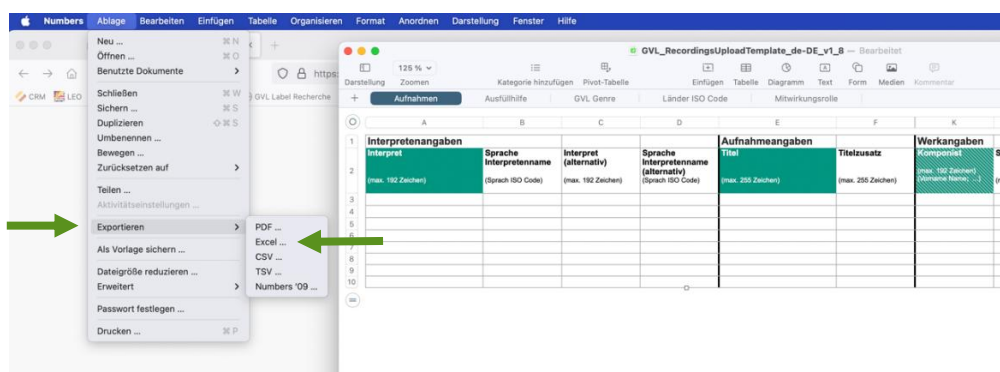 Numbers Ablage Bearbeiten Einfügen Tabelle Organisieren Format Anordnen Darstellung Fenster Hilfe
Neu ... ⌘ N
Öffnen ... ⌘ O
Benutzte Dokumente >
Schließen ⌘ W
Sichern ... ⌘ S
Duplizieren ⇧ ⌘ S
Umbenennen ...
Bewegen ...
Zurücksetzen auf >
Teilen ...
Aktivitätseinstellungen ...
Exportieren >
Als Vorlage sichern ...
Dateigröße reduzieren ...
Erweitert >
Passwort festlegen ...
Drucken ... ⌘ P
PDF ...
Excel ...
CSV ...
TSV ...
Numbers '09 ...
https:
CRM LEO
GVL Label Recherche
GVL_RecordingsUploadTemplate_de-DE_v1_8 — Bearbeitet
125 %
Darstellung Zoomen Kategorie hinzufügen Pivot-Tabelle Einfügen Tabelle Diagramm Text Form Medien Kommentar
+ Aufnahmen Ausfüllhilfe GVL Genre Länder ISO Code Mitwirkungsrolle
A B C D E F K
1 Interpretenangaben Aufnahmeangaben Werkangaben
2
Interpret
(max. 192 Zeichen)
Sprache
Interpretenname
(Sprach ISO Code)
Interpret
(alternativ)
(max. 192 Zeichen)
Sprache
Interpretenname
(alternativ)
(Sprach ISO Code)
Titel
(max. 255 Zeichen)
Titelzusatz
(max. 255 Zeichen)
Komponist
(max. 192 Zeichen)
(Vorname Name; ...)
3
4
5
6
7
8
9
10